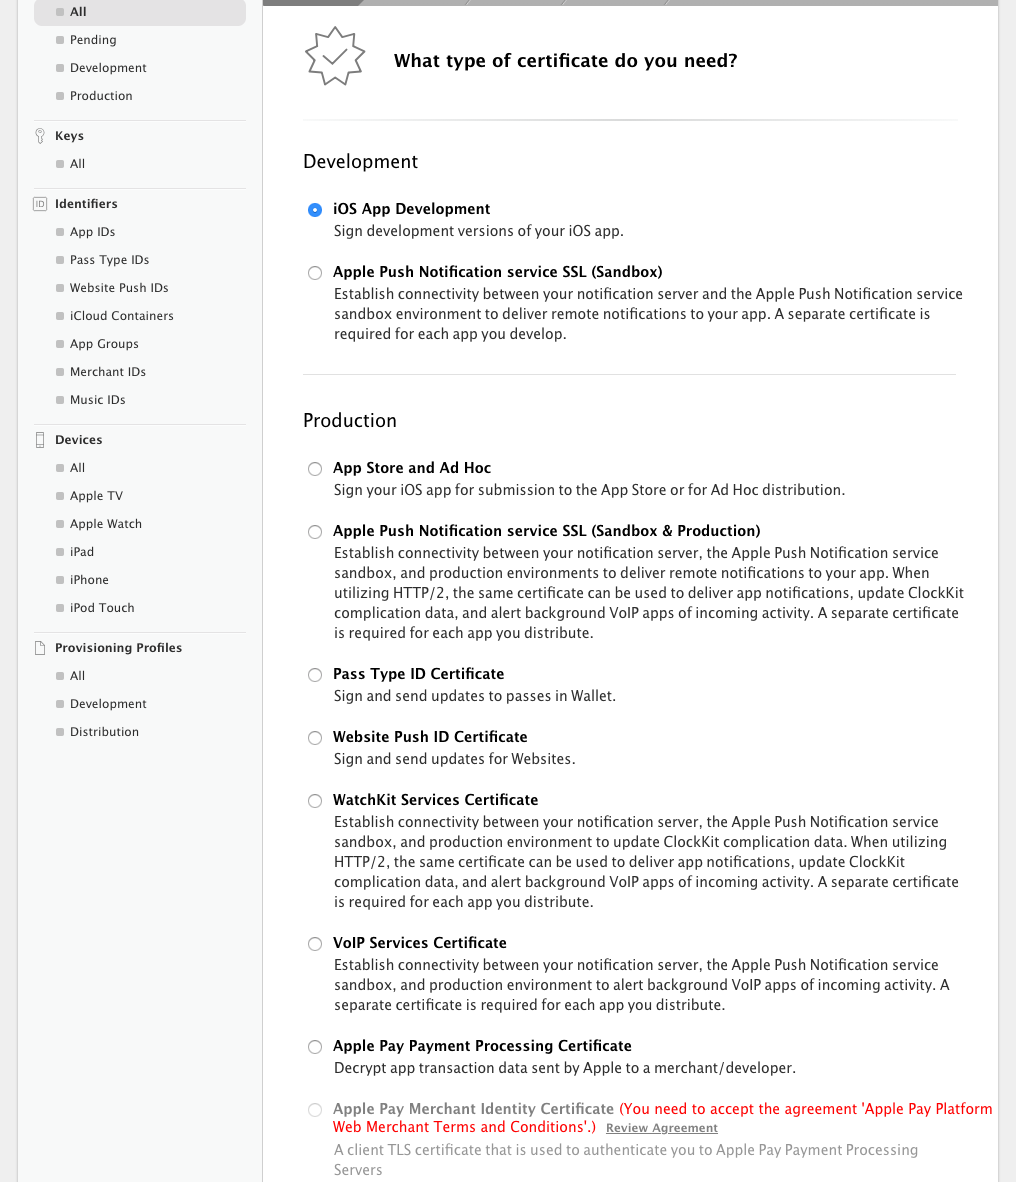 All
Pending
Development
Production
Keys
All
Identifiers
App IDs
Pass Type IDs
Website Push IDs
iCloud Containers
App Groups
Merchant IDs
Music IDs
Devices
All
Apple TV
Apple Watch
iPad
iPhone
iPod Touch
Provisioning Profiles
All
Development
Distribution
What type of certificate do you need?
Development
iOS App Development
Sign development versions of your iOS app.
Apple Push Notification service SSL (Sandbox)
Establish connectivity between your notification server and the Apple Push Notification service
sandbox environment to deliver remote notifications to your app. A separate certificate is
required for each app you develop.
Production
App Store and Ad Hoc
Sign your iOS app for submission to the App Store or for Ad Hoc distribution.
Apple Push Notification service SSL (Sandbox & Production)
Establish connectivity between your notification server, the Apple Push Notification service
sandbox, and production environments to deliver remote notifications to your app. When
utilizing HTTP/2, the same certificate can be used to deliver app notifications, update ClockKit
complication data, and alert background VoIP apps of incoming activity. A separate certificate
is required for each app you distribute.
Pass Type ID Certificate
Sign and send updates to passes in Wallet.
Website Push ID Certificate
Sign and send updates for Websites.
WatchKit Services Certificate
Establish connectivity between your notification server, the Apple Push Notification service
sandbox, and production environment to update ClockKit complication data. When utilizing
HTTP/2, the same certificate can be used to deliver app notifications, update ClockKit
complication data, and alert background VoIP apps of incoming activity. A separate certificate
is required for each app you distribute.
VoIP Services Certificate
Establish connectivity between your notification server, the Apple Push Notification service
sandbox, and production environment to alert background VoIP apps of incoming activity. A
separate certificate is required for each app you distribute.
Apple Pay Payment Processing Certificate
Decrypt app transaction data sent by Apple to a merchant/developer.
Apple Pay Merchant Identity Certificate (You need to accept the agreement 'Apple Pay Platform
Web Merchant Terms and Conditions'.) Review Agreement
A client TLS certificate that is used to authenticate you to Apple Pay Payment Processing
Servers